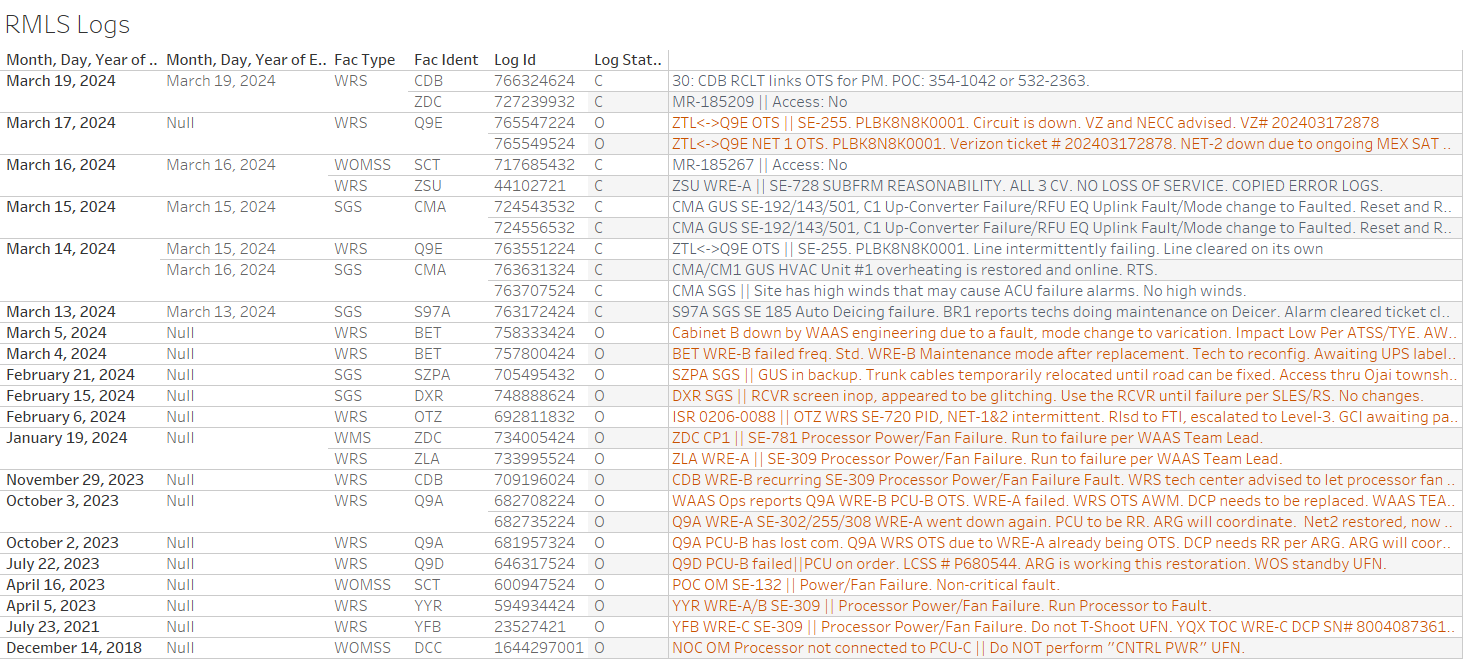 RMLS Logs
Month, Day, Year of .. Month, Day, Year of E.. Fac Type Fac Ident Log Id Log Stat..
March 19, 2024 March 19, 2024 WRS CDB 766324624 C 30: CDB RCLT links OTS for PM. POC: 354-1042 or 532-2363.
ZDC 727239932 C MR-185209 || Access: No
March 17, 2024 Null WRS Q9E 765547224 O ZTL<->Q9E OTS || SE-255. PLBK8N8K0001. Circuit is down. VZ and NECC advised. VZ# 202403172878
765549524 O ZTL<->Q9E NET 1 OTS. PLBK8N8K0001. Verizon ticket # 202403172878. NET-2 down due to ongoing MEX SAT ..
March 16, 2024 March 16, 2024 WOMSS SCT 717685432 C MR-185267 || Access: No
WRS ZSU 44102721 C ZSU WRE-A || SE-728 SUBFRM REASONABILITY. ALL 3 CV. NO LOSS OF SERVICE. COPIED ERROR LOGS.
March 15, 2024 March 15, 2024 SGS CMA 724543532 C CMA GUS SE-192/143/501, C1 Up-Converter Failure/RFU EQ Uplink Fault/Mode change to Faulted. Reset and R..
724556532 C CMA GUS SE-192/143/501, C1 Up-Converter Failure/RFU EQ Uplink Fault/Mode change to Faulted. Reset and R..
March 14, 2024 March 15, 2024 WRS Q9E 763551224 C ZTL<->Q9E OTS || SE-255. PLBK8N8K0001. Line intermittently failing. Line cleared on its own
March 16, 2024 SGS CMA 763631324 C CMA/CM1 GUS HVAC Unit #1 overheating is restored and online. RTS.
763707524 C CMA SGS || Site has high winds that may cause ACU failure alarms. No high winds.
March 13, 2024 March 13, 2024 SGS S97A 763172424 C S97A SGS SE 185 Auto Deicing failure. BR1 reports techs doing maintenance on Deicer. Alarm cleared ticket cl..
March 5, 2024 Null WRS BET 758333424 O Cabinet B down by WAAS engineering due to a fault, mode change to varication. Impact Low Per ATSS/TYE. AW..
March 4, 2024 Null WRS BET 757800424 O BET WRE-B failed freq. Std. WRE-B Maintenance mode after replacement. Tech to reconfig. Awaiting UPS label..
February 21, 2024 Null SGS SZPA 705495432 O SZPA SGS || GUS in backup. Trunk cables temporarily relocated until road can be fixed. Access thru Ojai townsh..
February 15, 2024 Null SGS DXR 748888624 O DXR SGS || RCVR screen inop, appeared to be glitching. Use the RCVR until failure per SLES/RS. No changes.
February 6, 2024 Null WRS OTZ 692811832 O ISR 0206-0088 || OTZ WRS SE-720 PID, NET-1&2 intermittent. Rlsd to FTI, escalated to Level-3. GCI awaiting pa..
January 19, 2024 Null WMS ZDC 734005424 O ZDC CP1 || SE-781 Processor Power/Fan Failure. Run to failure per WAAS Team Lead.
WRS ZLA 733995524 O ZLA WRE-A || SE-309 Processor Power/Fan Failure. Run to failure per WAAS Team Lead.
November 29, 2023 Null WRS CDB 709196024 O CDB WRE-B recurring SE-309 Processor Power/Fan Failure Fault. WRS tech center advised to let processor fan ..
October 3, 2023 Null WRS Q9A 682708224 O WAAS Ops reports Q9A WRE-B PCU-B OTS. WRE-A failed. WRS OTS AWM. DCP needs to be replaced. WAAS TEA..
682735224 O Q9A WRE-A SE-302/255/308 WRE-A went down again. PCU to be RR. ARG will coordinate. Net2 restored, now ..
October 2, 2023 Null WRS Q9A 681957324 O Q9A PCU-B has lost com. Q9A WRS OTS due to WRE-A already being OTS. DCP needs RR per ARG. ARG will coor..
July 22, 2023 Null WRS Q9D 646317524 O Q9D PCU-B failed||PCU on order. LCSS # P680544. ARG is working this restoration. WOS standby UFN.
April 16, 2023 Null WOMSS SCT 600947524 O POC OM SE-132 || Power/Fan Failure. Non-critical fault.
April 5, 2023 Null WRS YYR 594934424 O YYR WRE-A/B SE-309 || Processor Power/Fan Failure. Run Processor to Fault.
July 23, 2021 Null WRS YFB 23527421 O YFB WRE-C SE-309 || Processor Power/Fan Failure. Do not T-Shoot UFN. YQX TOC WRE-C DCP SN# 8004087361..
December 14, 2018 Null WOMSS DCC 1644297001 O NOC OM Processor not connected to PCU-C || Do NOT perform "CNTRL PWR" UFN.